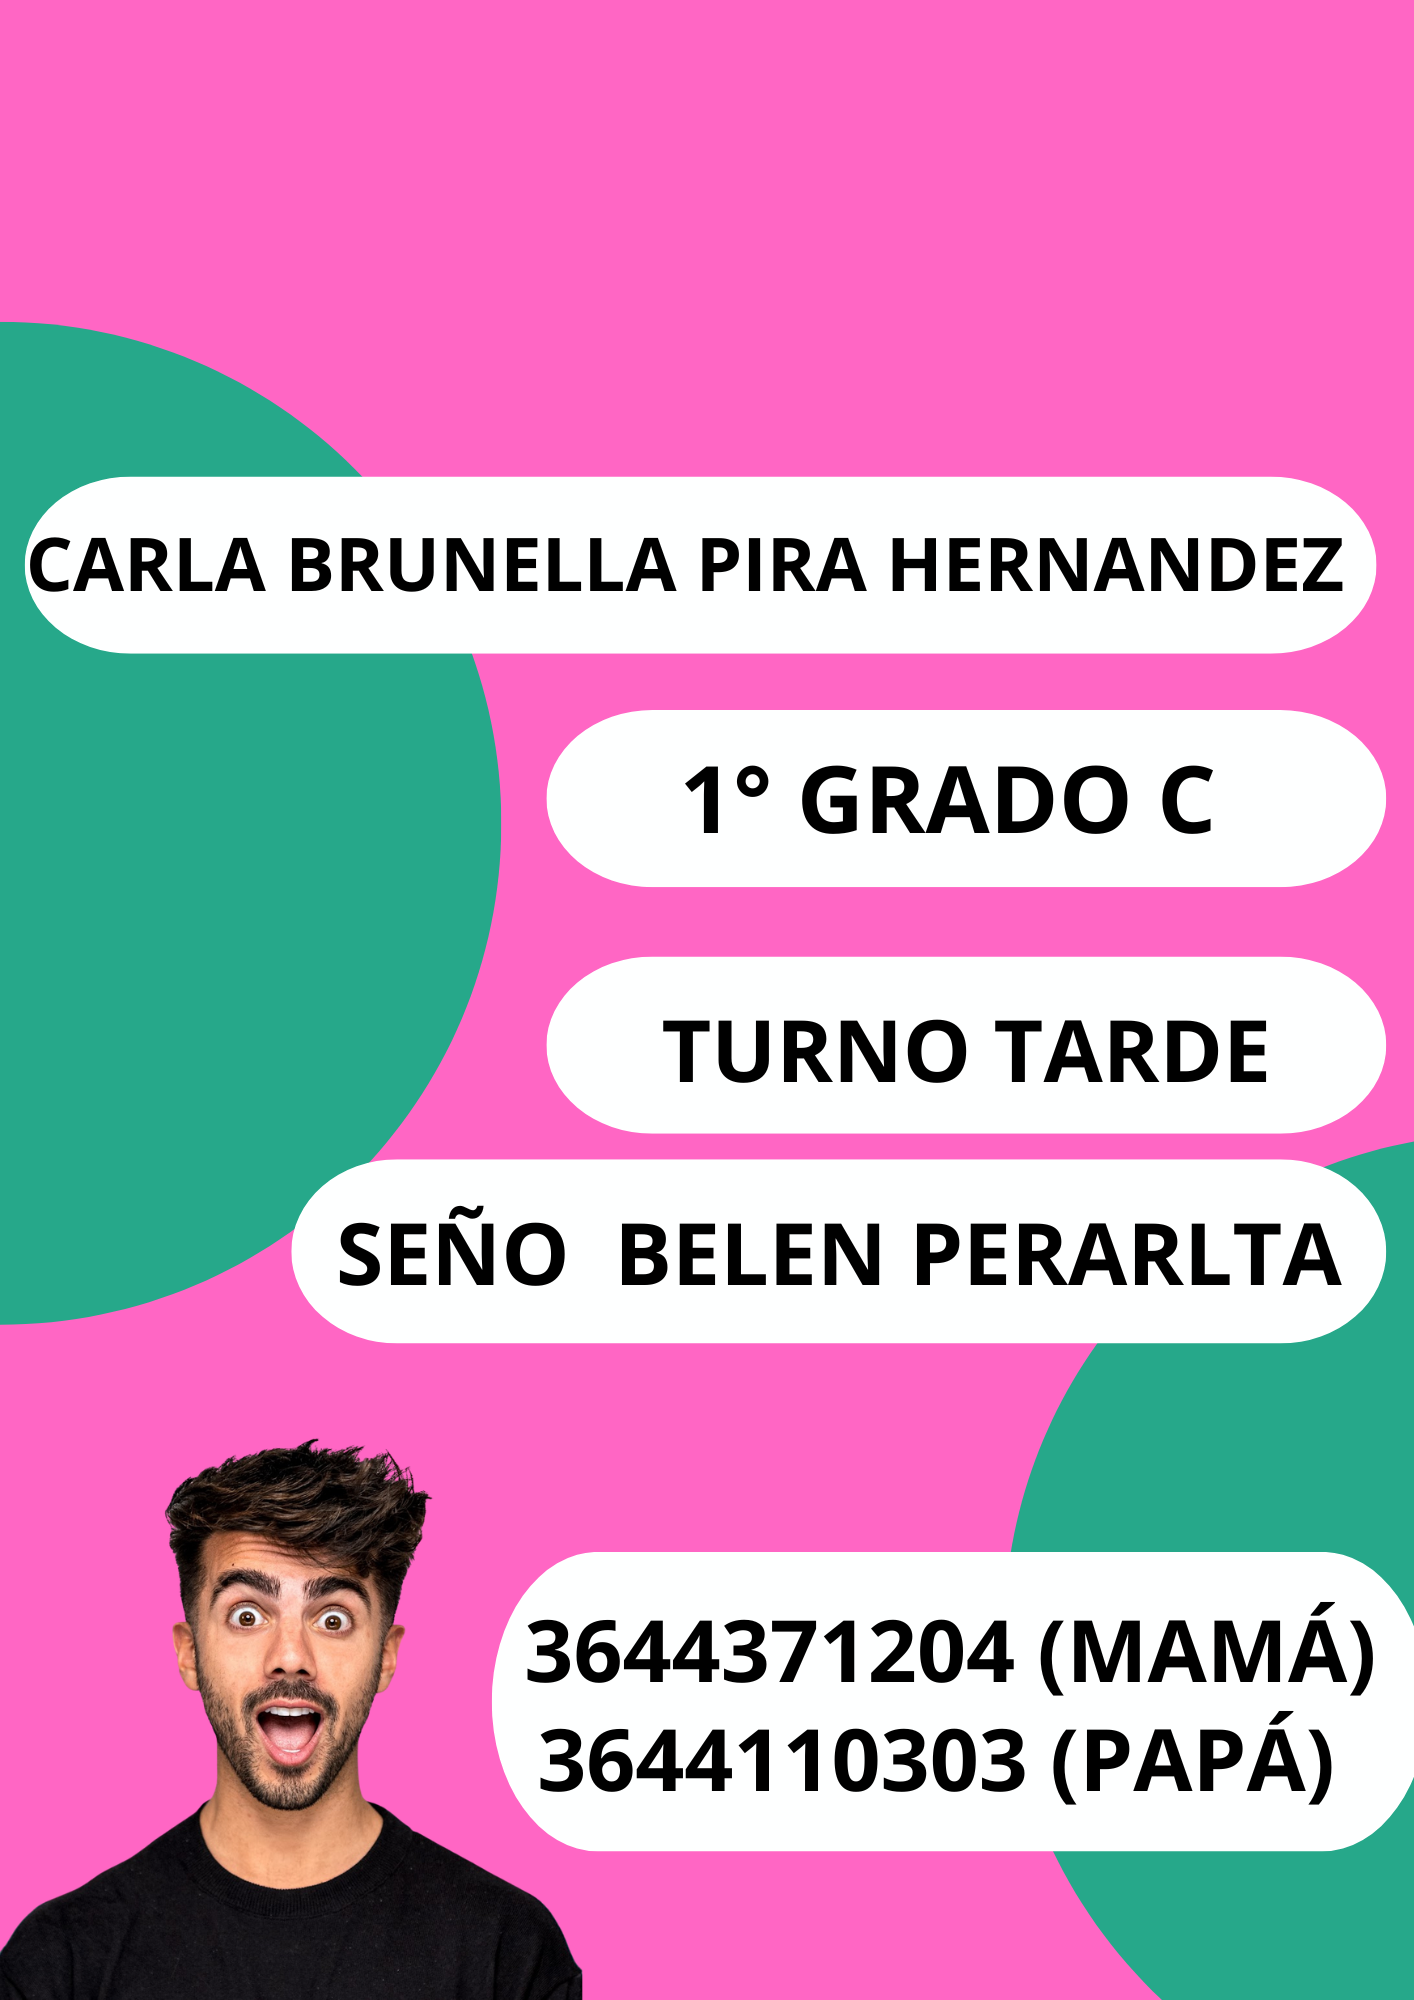 CARLA BRUNELLA PIRA HERNANDEZ
1° GRADO C
TURNO TARDE
SEÑO  BELEN PERARLTA
3644371204 (MAMÁ)
3644110303 (PAPÁ)